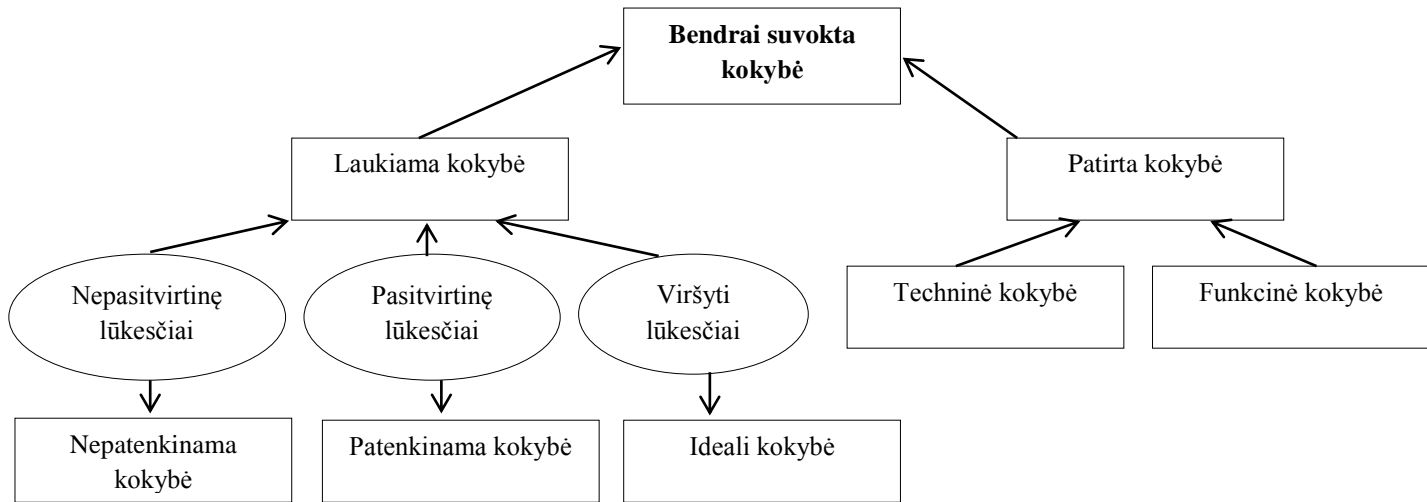 Bendrai suvokta
kokybė
Laukiama kokybė
Patirta kokybė
Nepasitvirtinę
lūkesčiai
Pasitvirtinę
lūkesčiai
Viršyti
lūkesčiai
Techninė kokybė
Funkcinė kokybė
Nepatenkinama
kokybė
Patenkinama kokybė
Ideali kokybė